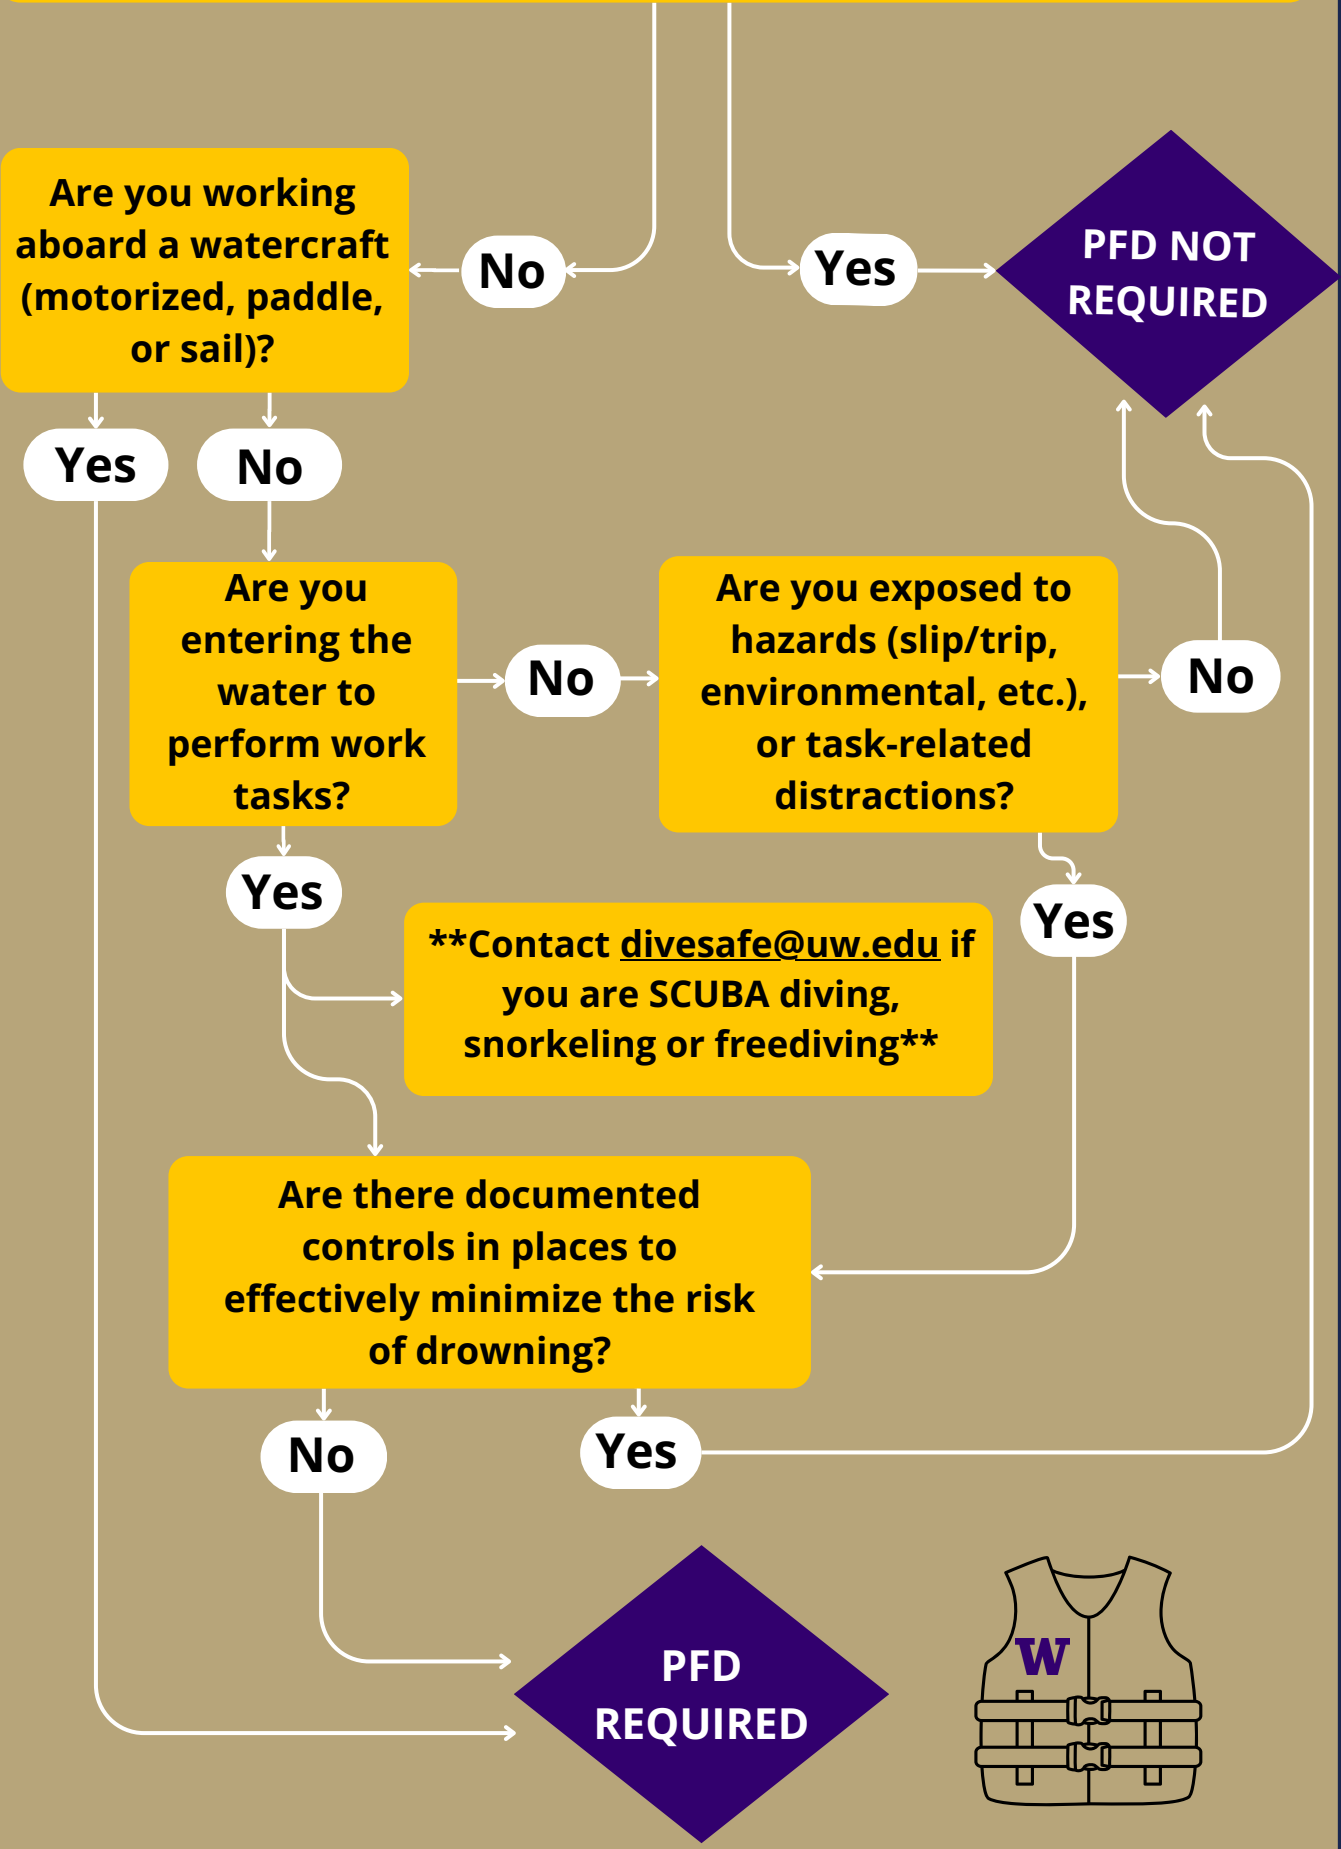 Are you working
aboard a watercraft
(motorized, paddle,
or sail)?
No
Yes
PFD NOT
REQUIRED
Yes
No
Are you
entering the
water to
perform work
tasks?
No
Are you exposed to
hazards (slip/trip,
environmental, etc.),
or task-related
distractions?
No
Yes
**Contact divesafe@uw.edu if
you are SCUBA diving,
snorkeling or freediving**
Yes
Are there documented
controls in places to
effectively minimize the risk
of drowning?
No
Yes
PFD
REQUIRED
W